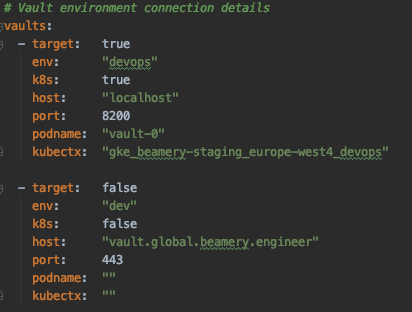 # Vault environment connection details
vaults:
- target: true
env: "devops"
k8s: true
host: "localhost"
port: 8200
podname: "vault-0"
kubectx: "gke_beamery-staging_europe-west4_devops"
- target: false
env: "dev"
k8s: false
host: "vault.global.beamery.engineer"
port: 443
podname: ""
kubectx: ""